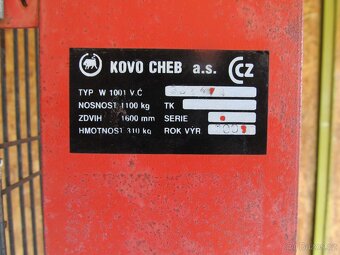 KOVO CHEB a.s. CZ
TYP W 1001 V.Č
NOSNOST 1100 kg TK
ZDVIH 1600 mm SERIE
HMOTNOST 310 kg ROK VÝR